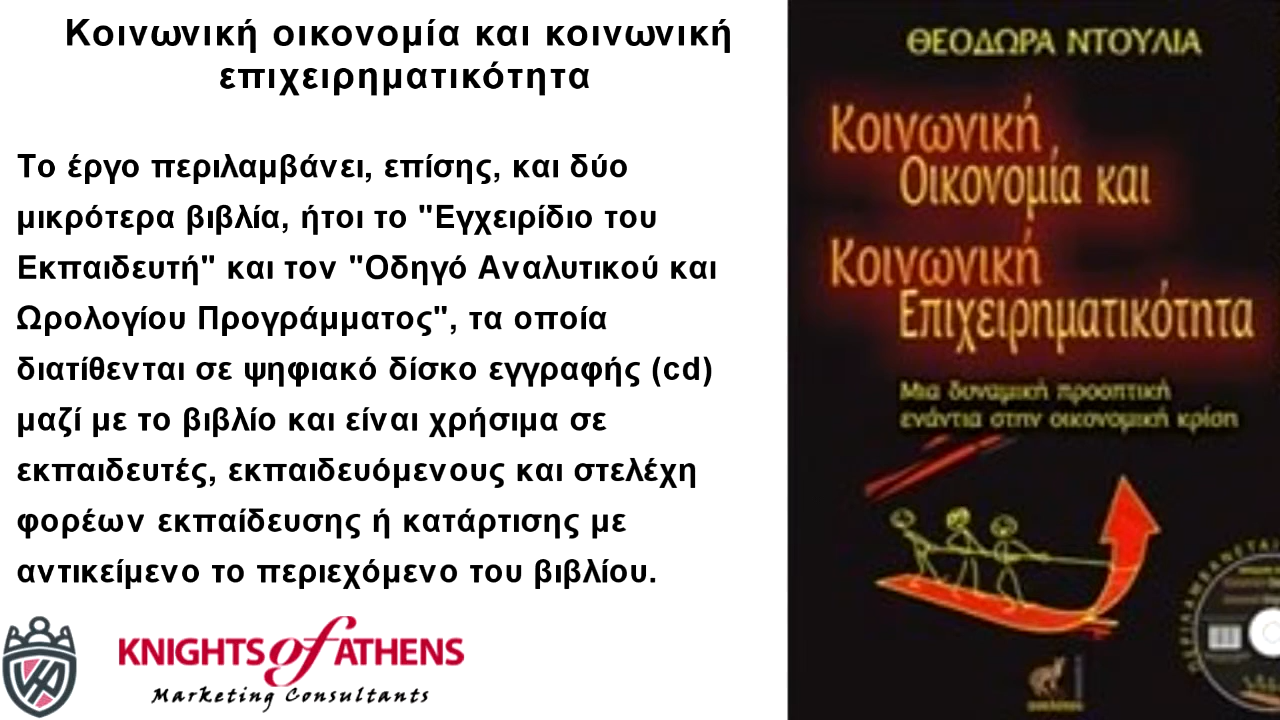 Κοινωνική οικονομία και κοινωνική
επιχειρηματικότητα
Το έργο περιλαμβάνει, επίσης, και δύο
μικρότερα βιβλία, ήτοι το "Εγχειρίδιο του
Εκπαιδευτή" και τον "Οδηγό Αναλυτικού και
Ωρολογίου Προγράμματος", τα οποία
διατίθενται σε ψηφιακό δίσκο εγγραφής (cd)
μαζί με το βιβλίο και είναι χρήσιμα σε
εκπαιδευτές, εκπαιδευόμενους και στελέχη
φορέων εκπαίδευσης ή κατάρτισης με
αντικείμενο το περιεχόμενο του βιβλίου.
KNIGHTS of ATHENS
Marketing Consultants
ΘΕΟΔΩΡΑ ΝΤΟΥΛΙΑ
Κοινωνική
Οικονομία και
Κοινωνική
Επιχειρηματικότητα
Μια δυναμική προοπτική
ενάντια στην οικονομική κρίση